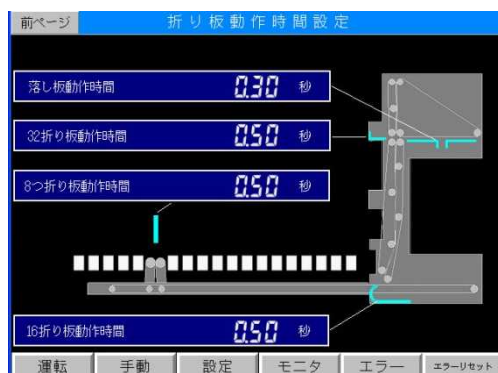 前ページ
折り板動作時間設定
落し板動作時間 0.30 秒
32折り板動作時間 0.50 秒
8つ折り板動作時間 0.50 秒
16折り板動作時間 0.50 秒
運転 手動 設定 モニタ エラー エラーリセット